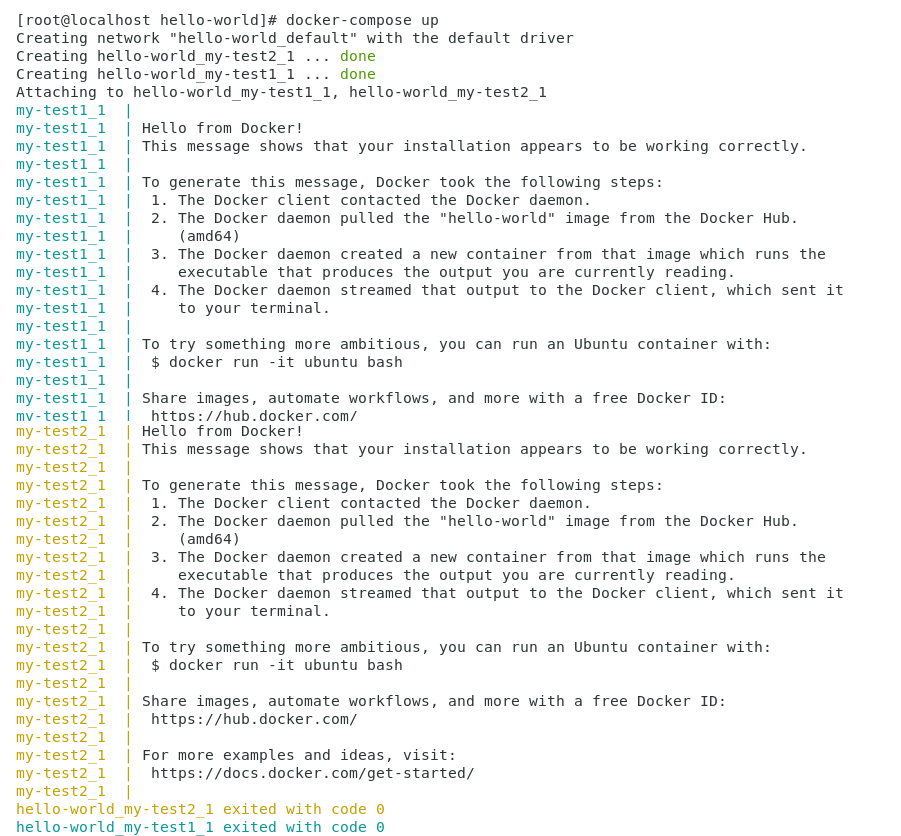 [root@localhost hello-world]# docker-compose up
Creating network "hello-world_default" with the default driver
Creating hello-world_my-test2_1 ... done
Creating hello-world_my-test1_1 ... done
Attaching to hello-world_my-test1_1, hello-world_my-test2_1
my-test1_1  |
my-test1_1  | Hello from Docker!
my-test1_1  | This message shows that your installation appears to be working correctly.
my-test1_1  |
my-test1_1  | To generate this message, Docker took the following steps:
my-test1_1  |  1. The Docker client contacted the Docker daemon.
my-test1_1  |  2. The Docker daemon pulled the "hello-world" image from the Docker Hub.
my-test1_1  |     (amd64)
my-test1_1  |  3. The Docker daemon created a new container from that image which runs the
my-test1_1  |     executable that produces the output you are currently reading.
my-test1_1  |  4. The Docker daemon streamed that output to the Docker client, which sent it
my-test1_1  |     to your terminal.
my-test1_1  |
my-test1_1  | To try something more ambitious, you can run an Ubuntu container with:
my-test1_1  |  $ docker run -it ubuntu bash
my-test1_1  |
my-test1_1  | Share images, automate workflows, and more with a free Docker ID:
my-test1_1  |  https://hub.docker.com/
my-test2_1  | Hello from Docker!
my-test2_1  | This message shows that your installation appears to be working correctly.
my-test2_1  |
my-test2_1  | To generate this message, Docker took the following steps:
my-test2_1  |  1. The Docker client contacted the Docker daemon.
my-test2_1  |  2. The Docker daemon pulled the "hello-world" image from the Docker Hub.
my-test2_1  |     (amd64)
my-test2_1  |  3. The Docker daemon created a new container from that image which runs the
my-test2_1  |     executable that produces the output you are currently reading.
my-test2_1  |  4. The Docker daemon streamed that output to the Docker client, which sent it
my-test2_1  |     to your terminal.
my-test2_1  |
my-test2_1  | To try something more ambitious, you can run an Ubuntu container with:
my-test2_1  |  $ docker run -it ubuntu bash
my-test2_1  |
my-test2_1  | Share images, automate workflows, and more with a free Docker ID:
my-test2_1  |  https://hub.docker.com/
my-test2_1  |
my-test2_1  | For more examples and ideas, visit:
my-test2_1  |  https://docs.docker.com/get-started/
my-test2_1  |
hello-world_my-test2_1 exited with code 0
hello-world_my-test1_1 exited with code 0